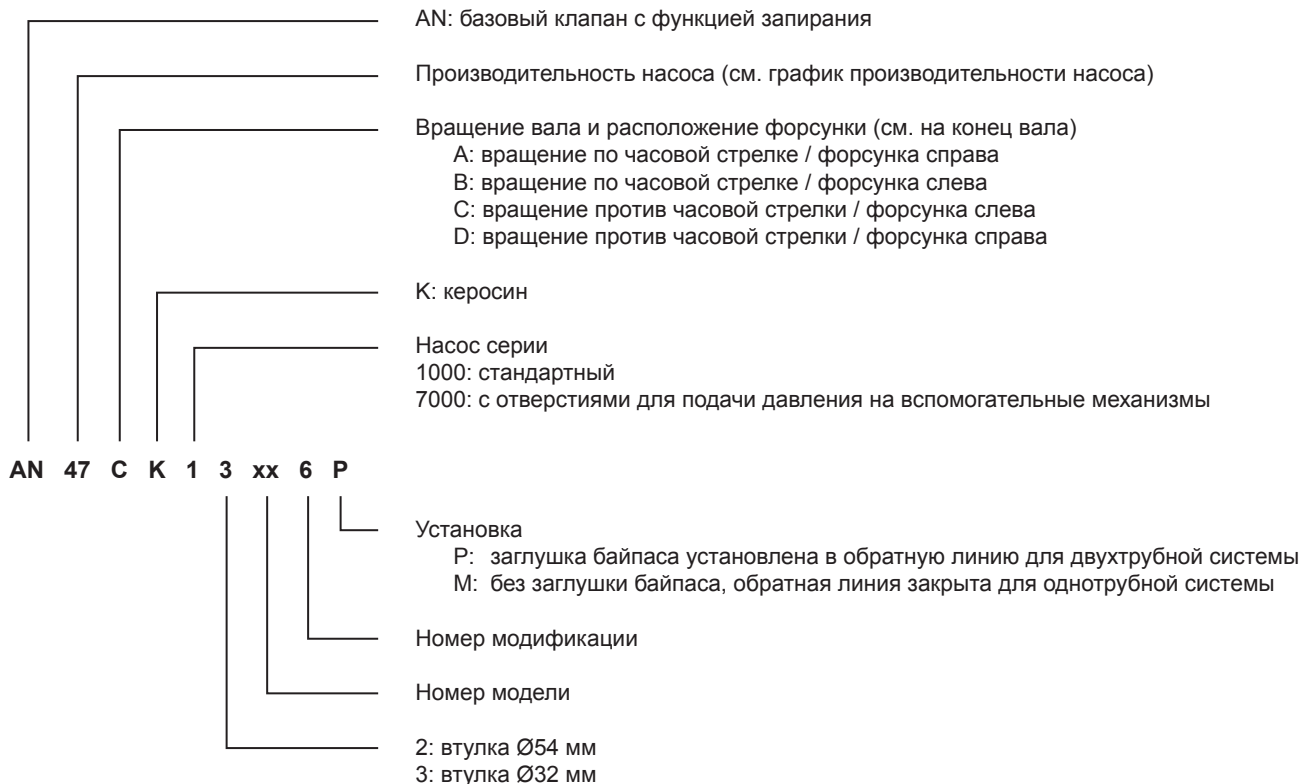 AN: базовый клапан с функцией запирания
Производительность насоса (см. график производительности насоса)
Вращение вала и расположение форсунки (см. на конец вала)
A: вращение по часовой стрелке / форсунка справа
B: вращение по часовой стрелке / форсунка слева
C: вращение против часовой стрелки / форсунка слева
D: вращение против часовой стрелки / форсунка справа
K: керосин
Насос серии
1000: стандартный
7000: с отверстиями для подачи давления на вспомогательные механизмы
AN 47 C K 1 3 xx 6 P
Установка
P: заглушка байпаса установлена в обратную линию для двухтрубной системы
M: без заглушки байпаса, обратная линия закрыта для однотрубной системы
Номер модификации
Номер модели
2: втулка Ø54 мм
3: втулка Ø32 мм